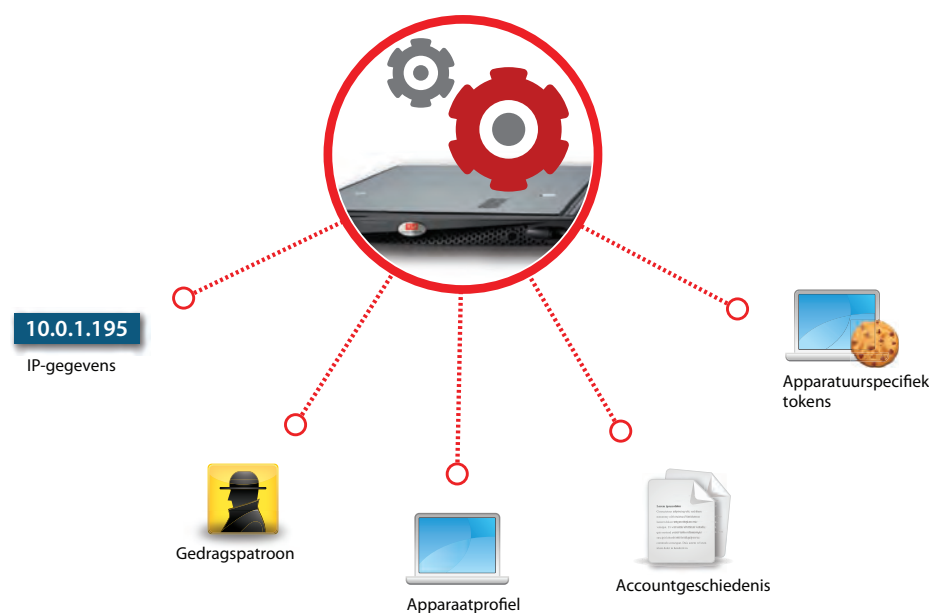 10.0.1.195
IP-gegevens
Gedragspatroon
Apparaatprofiel
Accountgeschiedenis
Apparatuurspecifiek
tokens